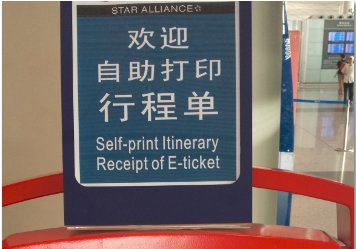 STAR ALLIANCE
欢迎
自助打印
行程单
Self-print Itinerary
Receipt of E-ticket